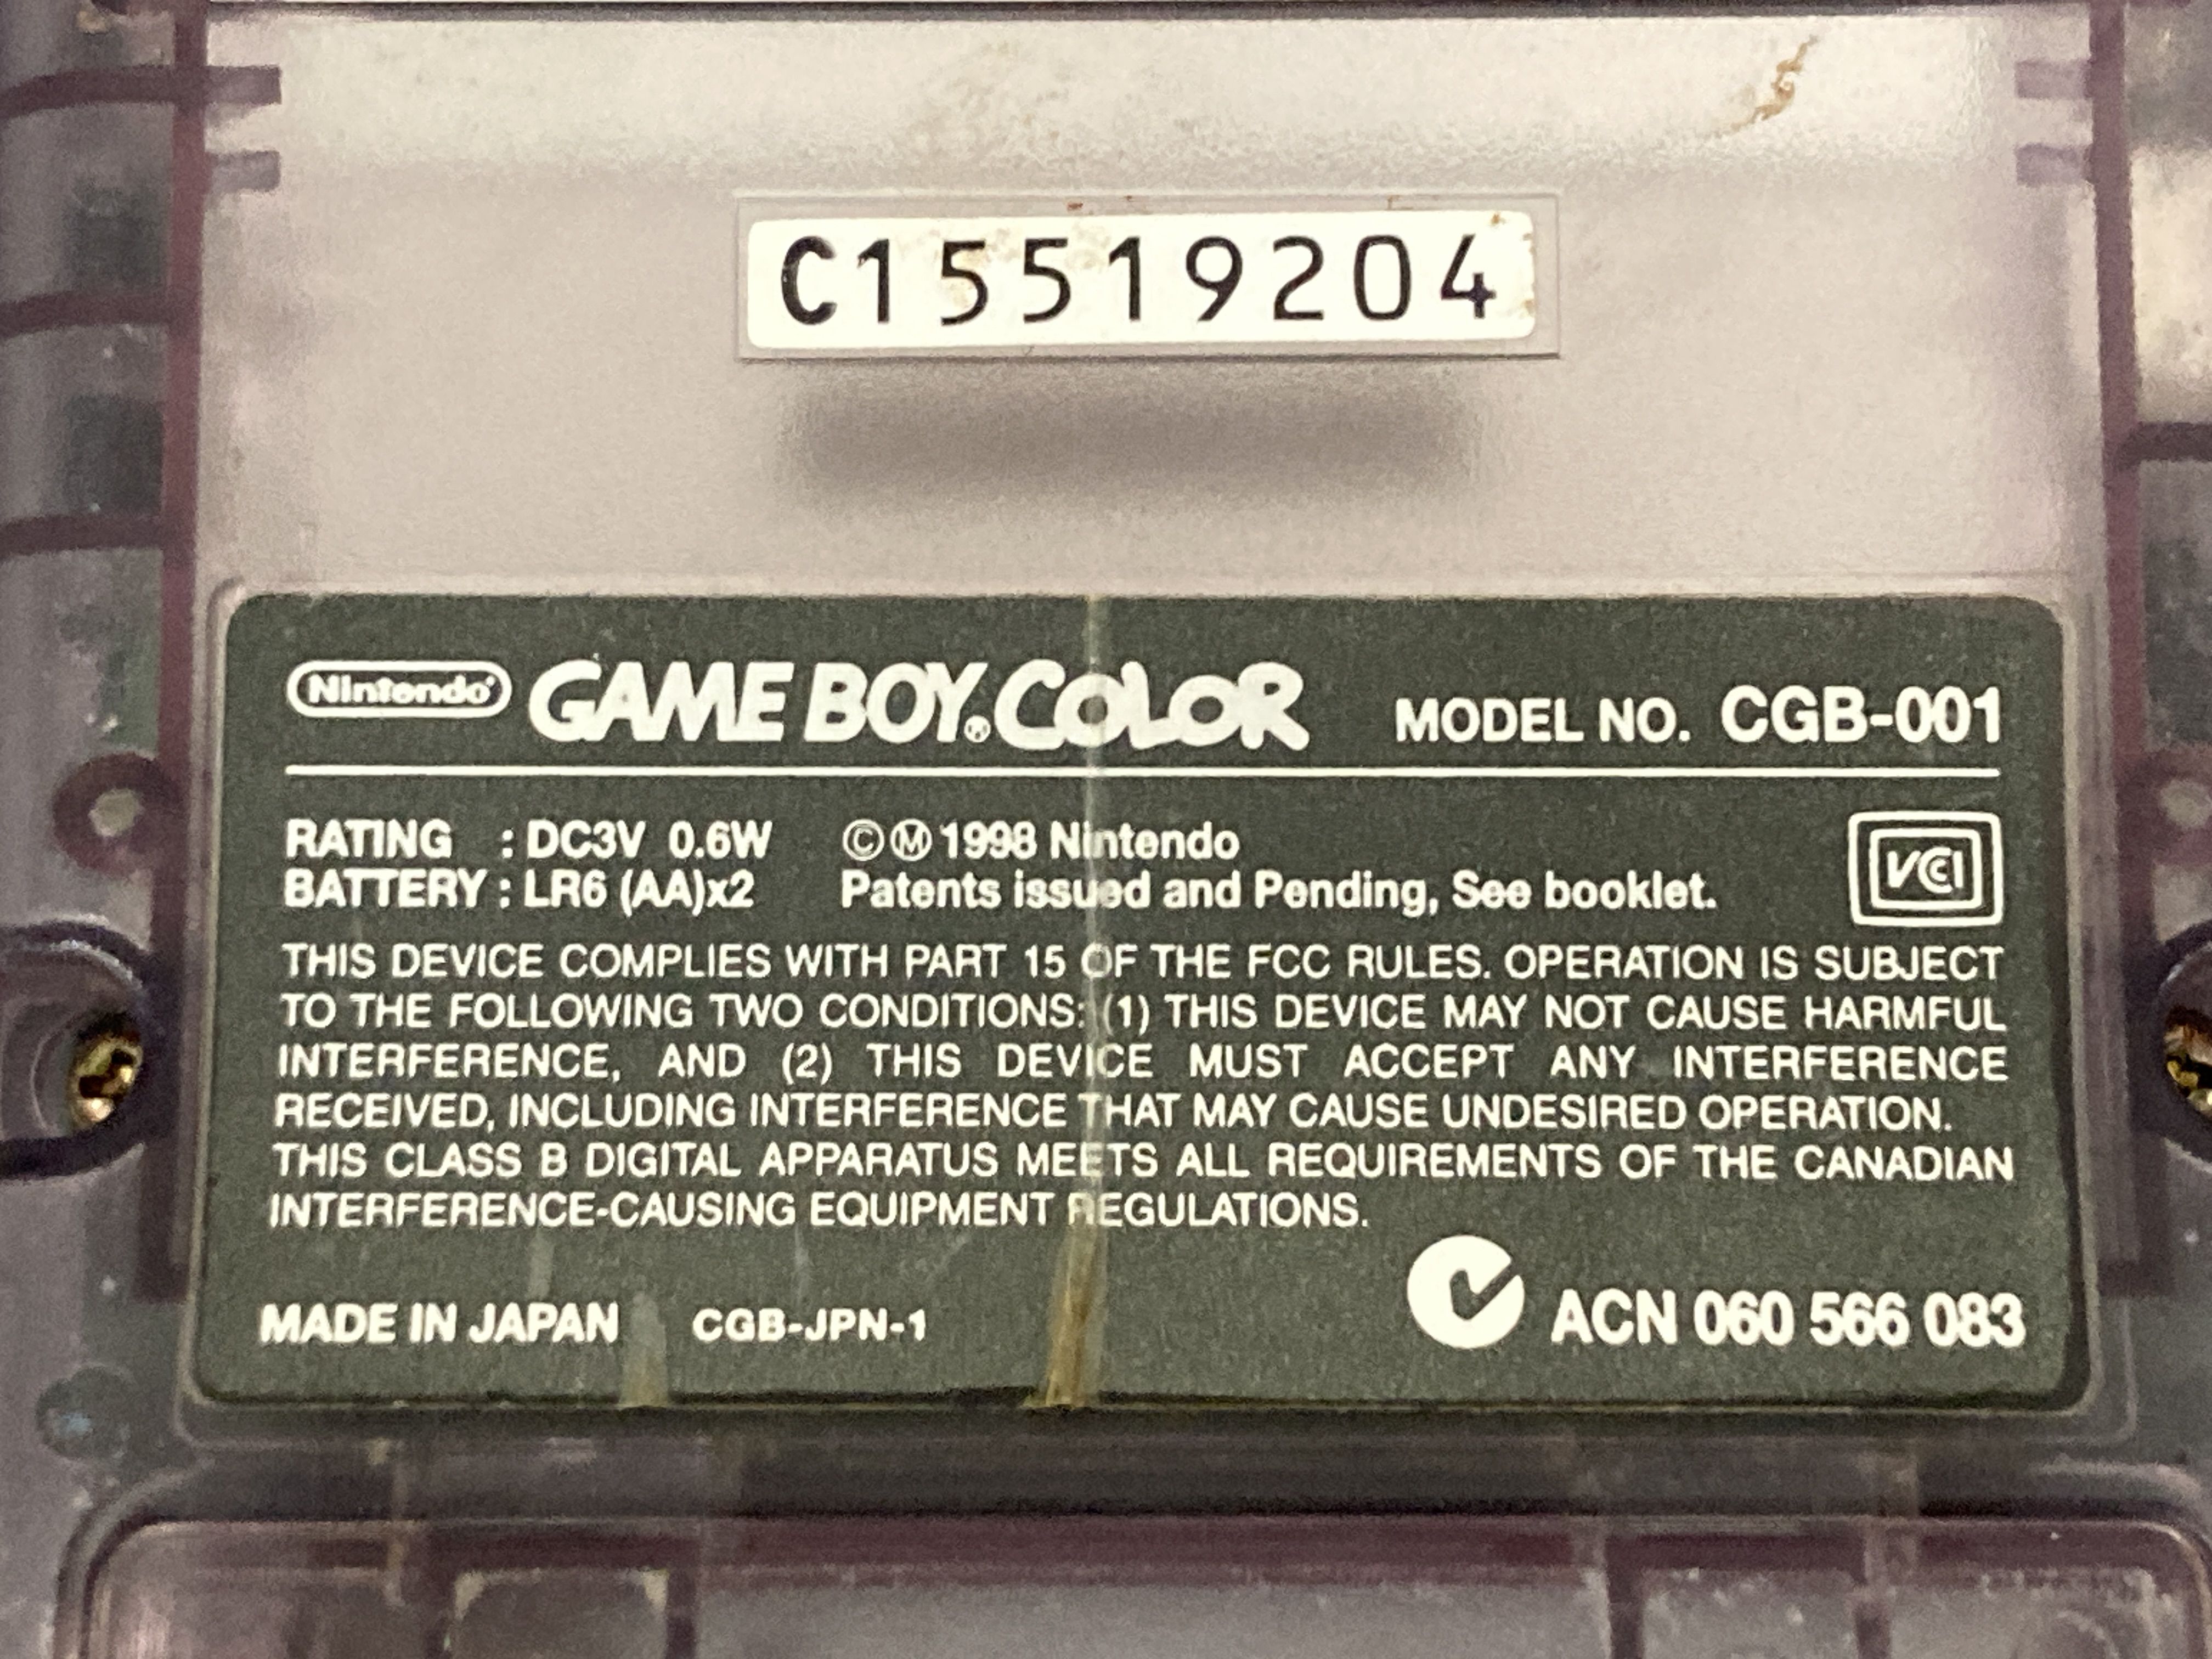 C15519204
Nintendo® GAME BOY® COLOR MODEL NO. CGB-001
RATING : DC3V 0.6W ©Ⓜ1998 Nintendo
BATTERY : LR6 (AA)x2 Patents issued and Pending, See booklet.
VCCI
THIS DEVICE COMPLIES WITH PART 15 OF THE FCC RULES. OPERATION IS SUBJECT
TO THE FOLLOWING TWO CONDITIONS: (1) THIS DEVICE MAY NOT CAUSE HARMFUL
INTERFERENCE, AND (2) THIS DEVICE MUST ACCEPT ANY INTERFERENCE
RECEIVED, INCLUDING INTERFERENCE THAT MAY CAUSE UNDESIRED OPERATION.
THIS CLASS B DIGITAL APPARATUS MEETS ALL REQUIREMENTS OF THE CANADIAN
INTERFERENCE-CAUSING EQUIPMENT REGULATIONS.
MADE IN JAPAN CGB-JPN-1 ACN 060 566 083